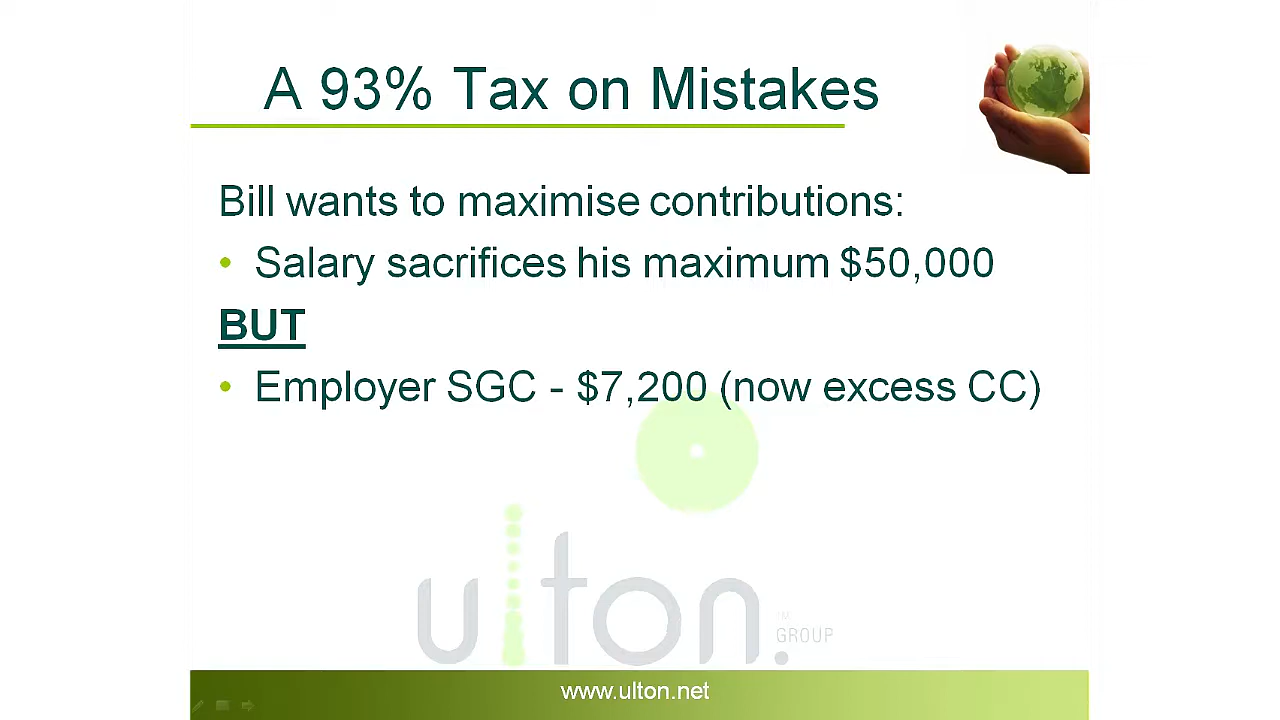 A 93% Tax on Mistakes
Bill wants to maximise contributions:
• Salary sacrifices his maximum $50,000
BUT
• Employer SGC - $7,200 (now excess CC)
ulton.™
GROUP
www.ulton.net